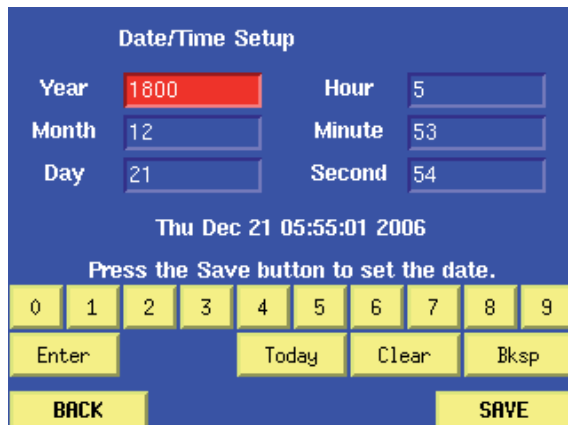 Date/Time Setup
Year 1800 Hour 5
Month 12 Minute 53
Day 21 Second 54
Thu Dec 21 05:55:01 2006
Press the Save button to set the date.
0 1 2 3 4 5 6 7 8 9
Enter Today Clear Bksp
BACK SAVE